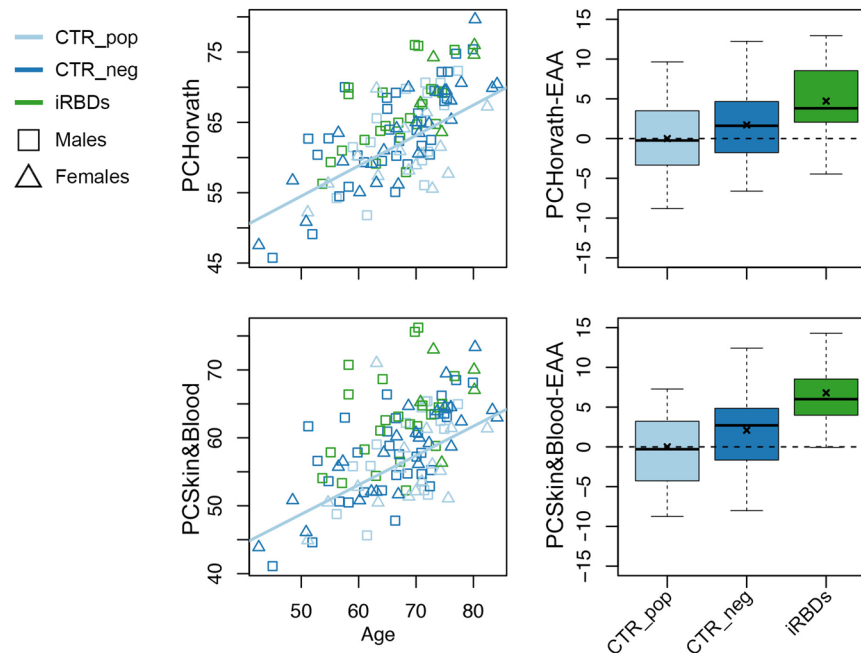 CTR_pop
CTR_neg
iRBDs
Males
Females
PCHorvath
45 55 65 75
PCHorvath-EAA
−15 −10 −5 0 5 10 15
PCSkin&Blood
40 50 60 70
50 60 70 80
Age
PCSkin&Blood-EAA
−15 −10 −5 0 5 10 15
CTR_pop
CTR_neg
iRBDs